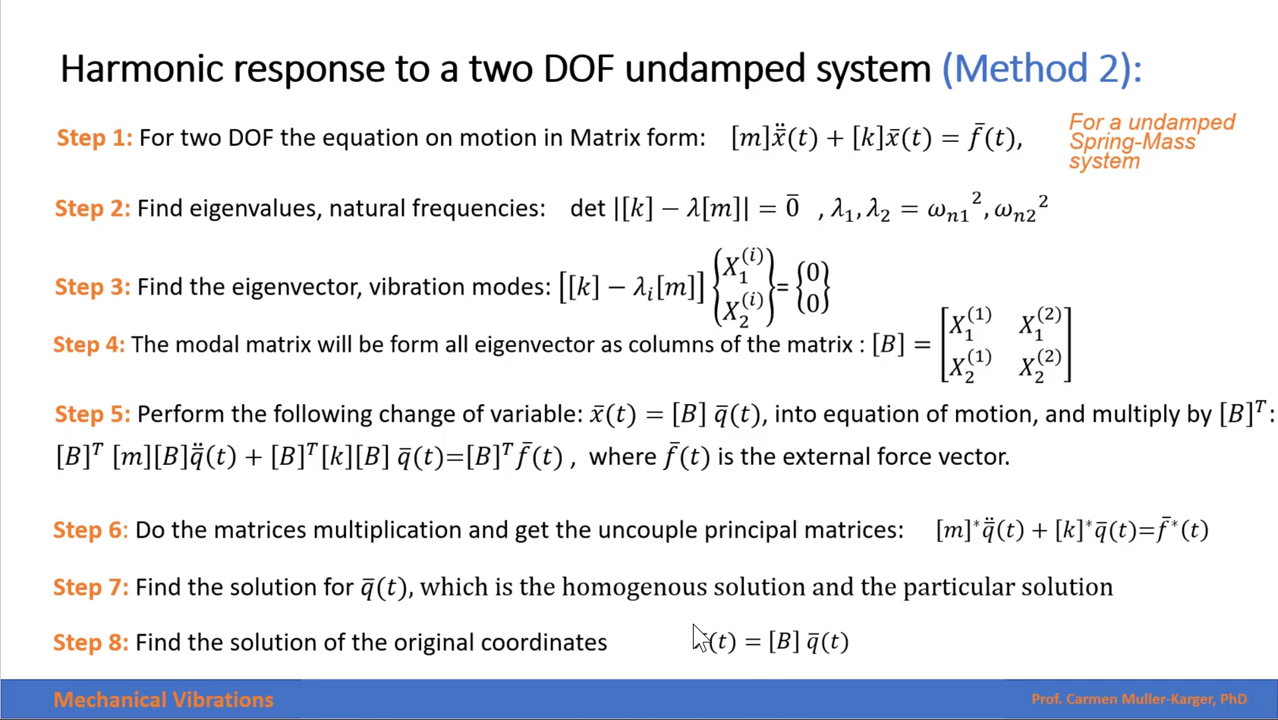 Harmonic response to a two DOF undamped system (Method 2):
Step 1: For two DOF the equation on motion in Matrix form: [m]ẍ̄(t) + [k]x̄(t) = f̄(t),
For a undamped
Spring-Mass
system
Step 2: Find eigenvalues, natural frequencies: det |[k] − λ[m]| = 0̄ , λ₁, λ₂ = ωₙ₁², ωₙ₂²
Step 3: Find the eigenvector, vibration modes: [[k] − λᵢ[m]] {X₁⁽ⁱ⁾ X₂⁽ⁱ⁾} = {0 0}
Step 4: The modal matrix will be form all eigenvector as columns of the matrix : [B] = [X₁⁽¹⁾ X₁⁽²⁾ X₂⁽¹⁾ X₂⁽²⁾]
Step 5: Perform the following change of variable: x̄(t) = [B] q̄(t), into equation of motion, and multiply by [B]ᵀ:
[B]ᵀ [m][B]q̄̈(t) + [B]ᵀ[k][B] q̄(t)=[B]ᵀf̄(t) , where f̄(t) is the external force vector.
Step 6: Do the matrices multiplication and get the uncouple principal matrices: [m]*q̄̈(t) + [k]*q̄(t)=f̄*(t)
Step 7: Find the solution for q̄(t), which is the homogenous solution and the particular solution
Step 8: Find the solution of the original coordinates (t) = [B] q̄(t)
Mechanical Vibrations
Prof. Carmen Muller-Karger, PhD